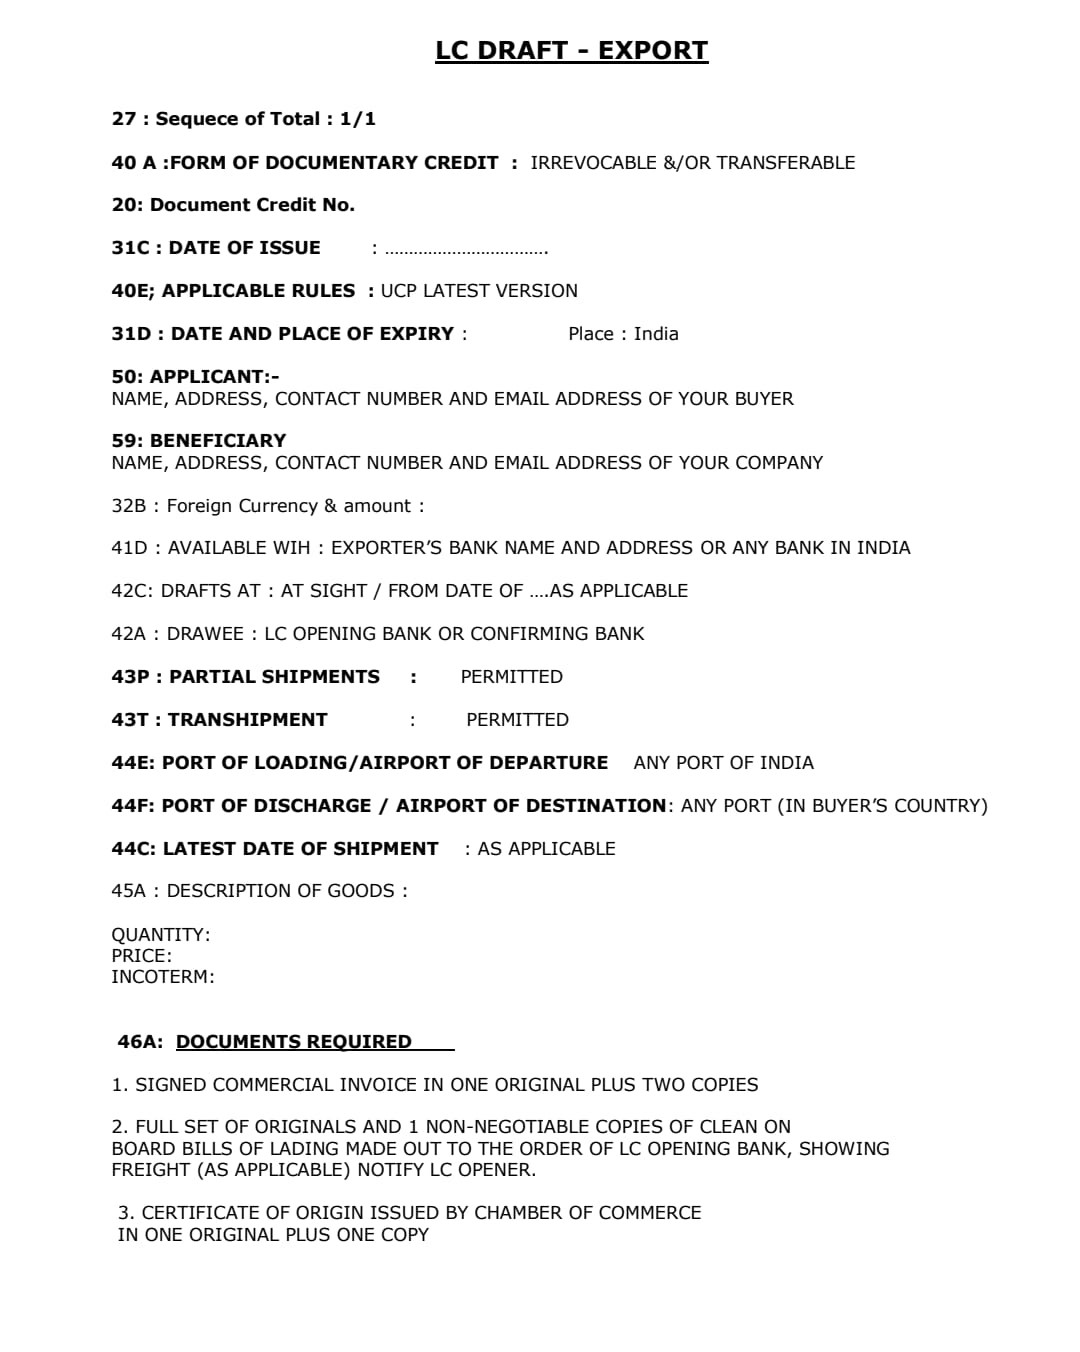 LC DRAFT - EXPORT
27 : Sequece of Total : 1/1
40 A :FORM OF DOCUMENTARY CREDIT : IRREVOCABLE &/OR TRANSFERABLE
20: Document Credit No.
31C : DATE OF ISSUE : …………………………….
40E; APPLICABLE RULES : UCP LATEST VERSION
31D : DATE AND PLACE OF EXPIRY : Place : India
50: APPLICANT:-
NAME, ADDRESS, CONTACT NUMBER AND EMAIL ADDRESS OF YOUR BUYER
59: BENEFICIARY
NAME, ADDRESS, CONTACT NUMBER AND EMAIL ADDRESS OF YOUR COMPANY
32B : Foreign Currency & amount :
41D : AVAILABLE WIH : EXPORTER’S BANK NAME AND ADDRESS OR ANY BANK IN INDIA
42C: DRAFTS AT : AT SIGHT / FROM DATE OF ….AS APPLICABLE
42A : DRAWEE : LC OPENING BANK OR CONFIRMING BANK
43P : PARTIAL SHIPMENTS : PERMITTED
43T : TRANSHIPMENT : PERMITTED
44E: PORT OF LOADING/AIRPORT OF DEPARTURE ANY PORT OF INDIA
44F: PORT OF DISCHARGE / AIRPORT OF DESTINATION: ANY PORT (IN BUYER’S COUNTRY)
44C: LATEST DATE OF SHIPMENT : AS APPLICABLE
45A : DESCRIPTION OF GOODS :
QUANTITY:
PRICE:
INCOTERM:
46A: DOCUMENTS REQUIRED
1. SIGNED COMMERCIAL INVOICE IN ONE ORIGINAL PLUS TWO COPIES
2. FULL SET OF ORIGINALS AND 1 NON-NEGOTIABLE COPIES OF CLEAN ON
BOARD BILLS OF LADING MADE OUT TO THE ORDER OF LC OPENING BANK, SHOWING
FREIGHT (AS APPLICABLE) NOTIFY LC OPENER.
3. CERTIFICATE OF ORIGIN ISSUED BY CHAMBER OF COMMERCE
IN ONE ORIGINAL PLUS ONE COPY